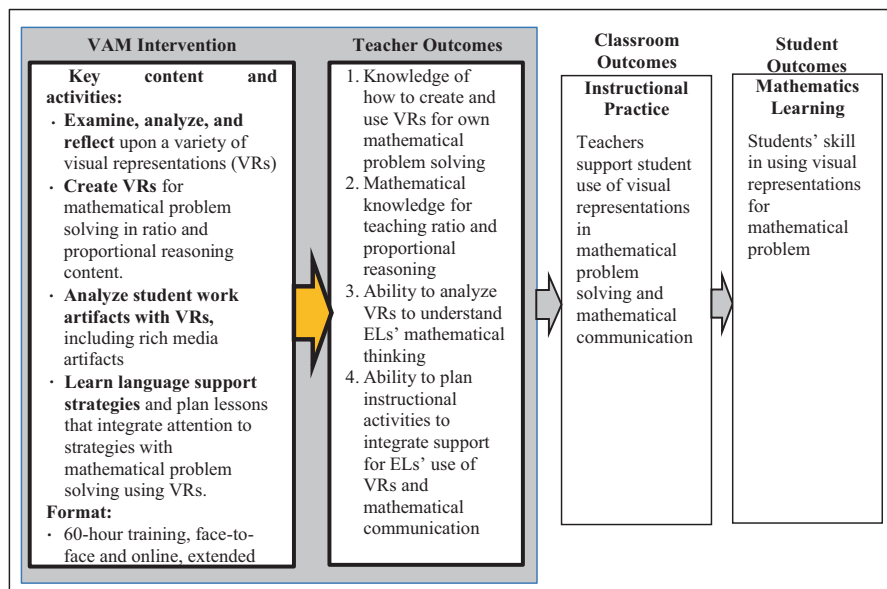 VAM Intervention
Key content and
activities:
· Examine, analyze, and
reflect upon a variety of
visual representations (VRs)
· Create VRs for
mathematical problem
solving in ratio and
proportional reasoning
content.
· Analyze student work
artifacts with VRs,
including rich media
artifacts
· Learn language support
strategies and plan lessons
that integrate attention to
strategies with
mathematical problem
solving using VRs.
Format:
· 60-hour training, face-to-
face and online, extended
Teacher Outcomes
1. Knowledge of
how to create and
use VRs for own
mathematical
problem solving
2. Mathematical
knowledge for
teaching ratio and
proportional
reasoning
3. Ability to analyze
VRs to understand
ELs’ mathematical
thinking
4. Ability to plan
instructional
activities to
integrate support
for ELs’ use of
VRs and
mathematical
communication
Classroom
Outcomes
Instructional
Practice
Teachers
support student
use of visual
representations
in
mathematical
problem
solving and
mathematical
communication
Student
Outcomes
Mathematics
Learning
Students’ skill
in using visual
representations
for
mathematical
problem